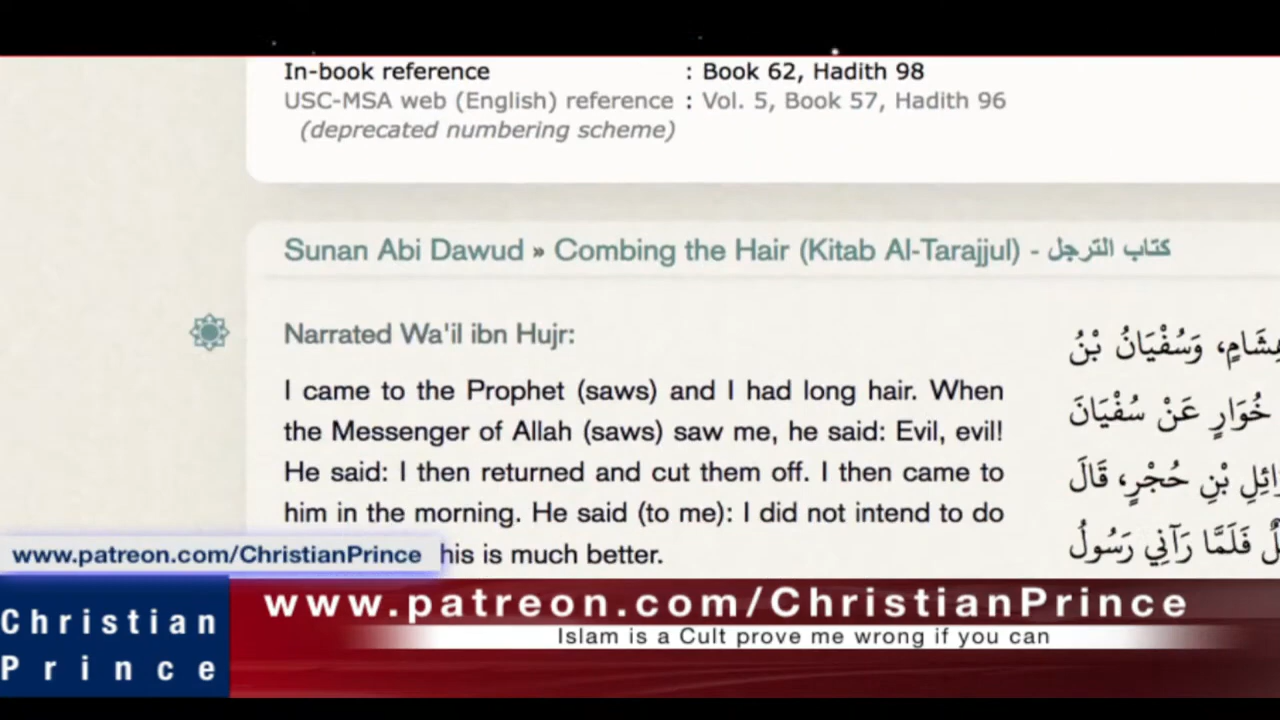 In-book reference : Book 62, Hadith 98
USC-MSA web (English) reference : Vol. 5, Book 57, Hadith 96
(deprecated numbering scheme)
Sunan Abi Dawud » Combing the Hair (Kitab Al-Tarajjul) - كتاب الترجل
Narrated Wa'il ibn Hujr:
I came to the Prophet (saws) and I had long hair. When
the Messenger of Allah (saws) saw me, he said: Evil, evil!
He said: I then returned and cut them off. I then came to
him in the morning. He said (to me): I did not intend to do
his is much better.
هِشَامٍ، وَسُفْيَانُ بْنُ
خُوَارٍ عَنْ سُفْيَانَ
وَائِلِ بْنِ حُجْرٍ، قَالَ
فَلَمَّا رَآنِي رَسُولُ
www.patreon.com/ChristianPrince
www.patreon.com/ChristianPrince
Islam is a Cult prove me wrong if you can
Christian
Prince